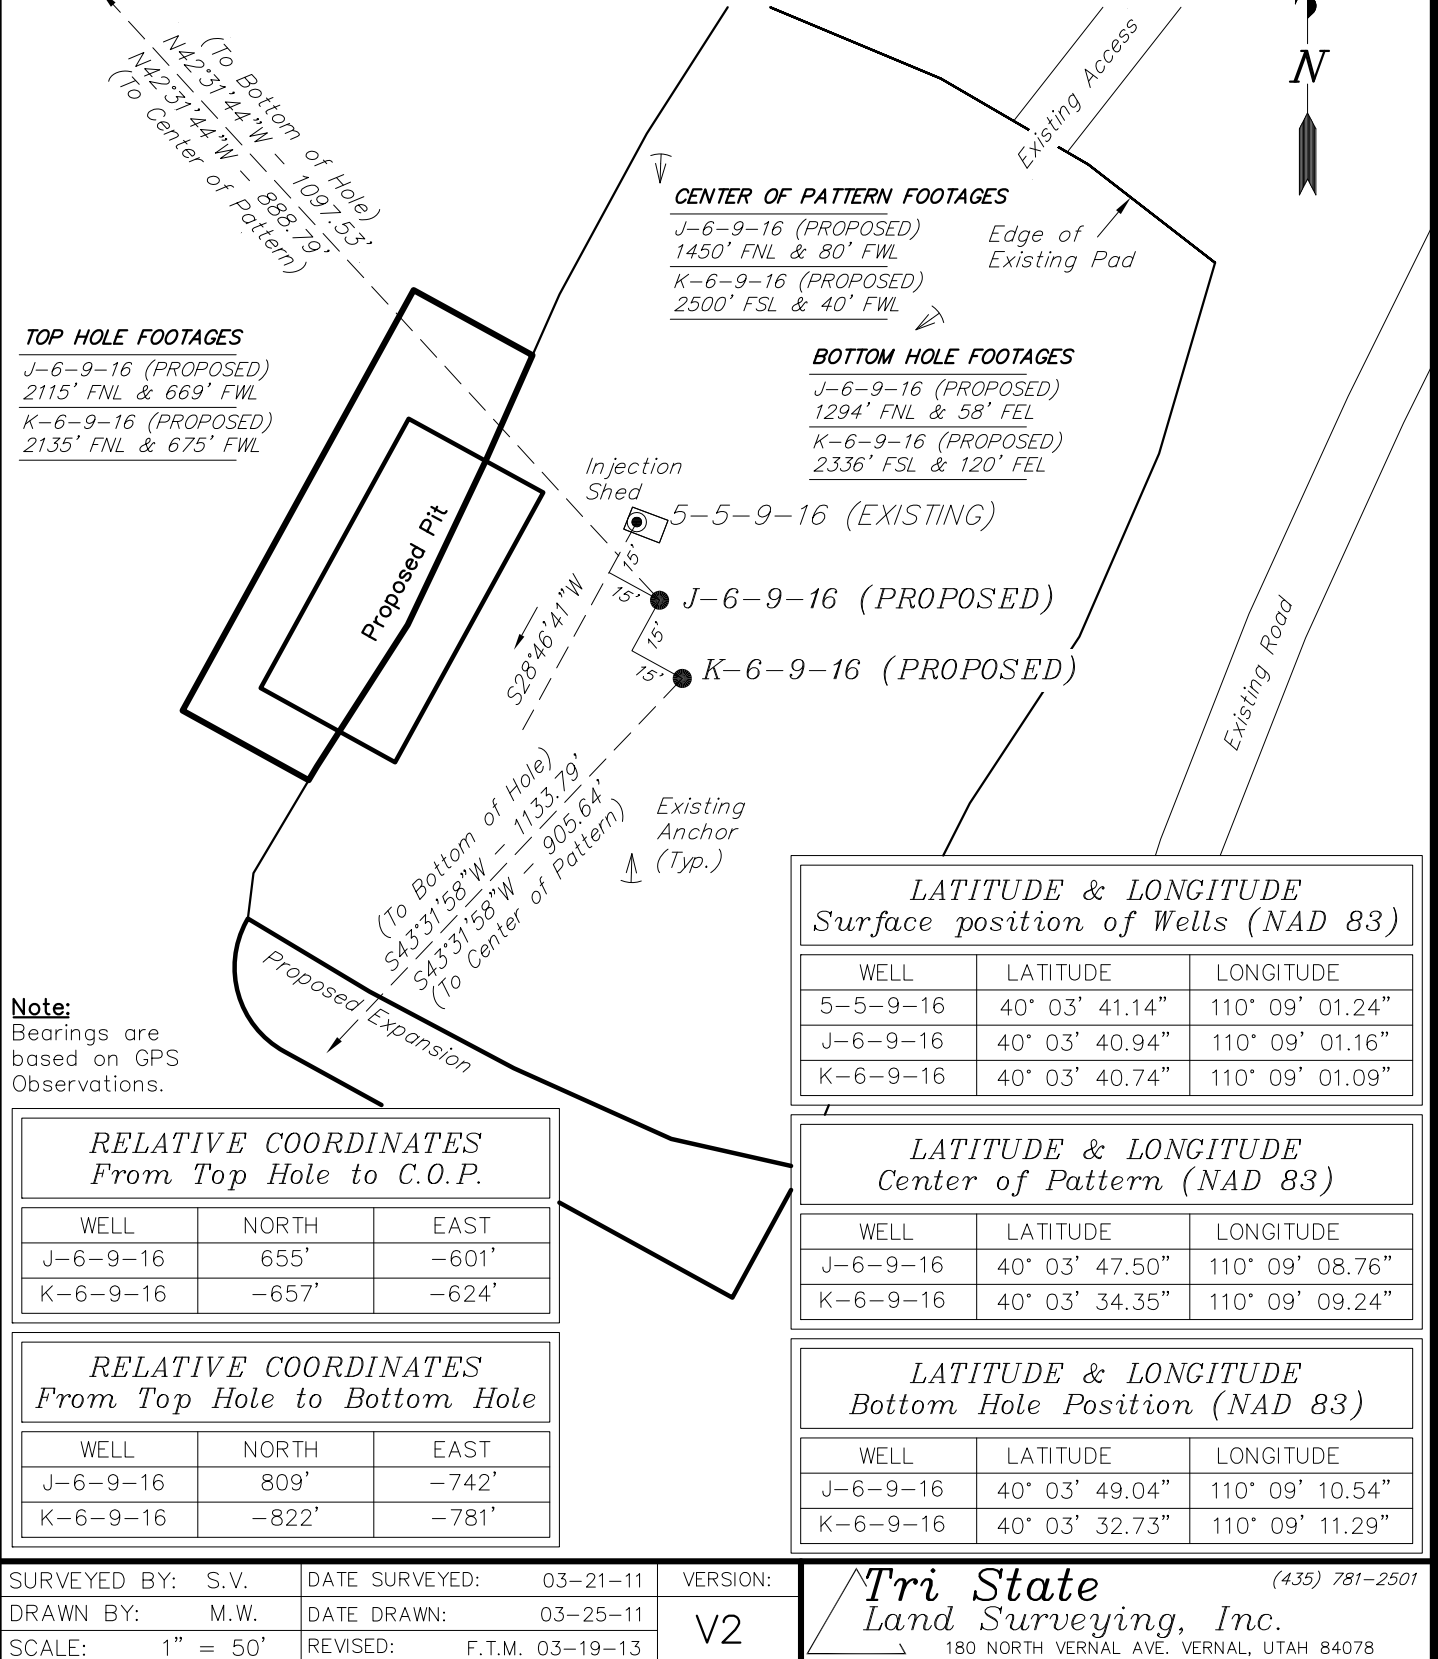 (To Bottom of Hole)
N42°31'44"W - 1097.53'
N42°31'44"W - 888.79'
(To Center of Pattern)
Existing Access
N
CENTER OF PATTERN FOOTAGES
J-6-9-16 (PROPOSED)
1450' FNL & 80' FWL
K-6-9-16 (PROPOSED)
2500' FSL & 40' FWL
Edge of
Existing Pad
TOP HOLE FOOTAGES
J-6-9-16 (PROPOSED)
2115' FNL & 669' FWL
K-6-9-16 (PROPOSED)
2135' FNL & 675' FWL
BOTTOM HOLE FOOTAGES
J-6-9-16 (PROPOSED)
1294' FNL & 58' FEL
K-6-9-16 (PROPOSED)
2336' FSL & 120' FEL
Injection
Shed
5-5-9-16 (EXISTING)
Proposed Pit
15'
15'
J-6-9-16 (PROPOSED)
S28°46'41"W
15'
15'
K-6-9-16 (PROPOSED)
Existing Road
(To Bottom of Hole)
S43°31'58"W - 1133.79'
S43°31'58"W - 905.64'
(To Center of Pattern)
Existing
Anchor
(Typ.)
Proposed Expansion
Note:
Bearings are
based on GPS
Observations.
LATITUDE & LONGITUDE
Surface position of Wells (NAD 83)
WELL LATITUDE LONGITUDE
5-5-9-16 40° 03' 41.14" 110° 09' 01.24"
J-6-9-16 40° 03' 40.94" 110° 09' 01.16"
K-6-9-16 40° 03' 40.74" 110° 09' 01.09"
RELATIVE COORDINATES
From Top Hole to C.O.P.
WELL NORTH EAST
J-6-9-16 655' -601'
K-6-9-16 -657' -624'
LATITUDE & LONGITUDE
Center of Pattern (NAD 83)
WELL LATITUDE LONGITUDE
J-6-9-16 40° 03' 47.50" 110° 09' 08.76"
K-6-9-16 40° 03' 34.35" 110° 09' 09.24"
RELATIVE COORDINATES
From Top Hole to Bottom Hole
WELL NORTH EAST
J-6-9-16 809' -742'
K-6-9-16 -822' -781'
LATITUDE & LONGITUDE
Bottom Hole Position (NAD 83)
WELL LATITUDE LONGITUDE
J-6-9-16 40° 03' 49.04" 110° 09' 10.54"
K-6-9-16 40° 03' 32.73" 110° 09' 11.29"
SURVEYED BY: S.V.
DATE SURVEYED: 03-21-11
VERSION:
DRAWN BY: M.W.
DATE DRAWN: 03-25-11
V2
SCALE: 1" = 50'
REVISED: F.T.M. 03-19-13
Tri State
(435) 781-2501
Land Surveying, Inc.
180 NORTH VERNAL AVE. VERNAL, UTAH 84078